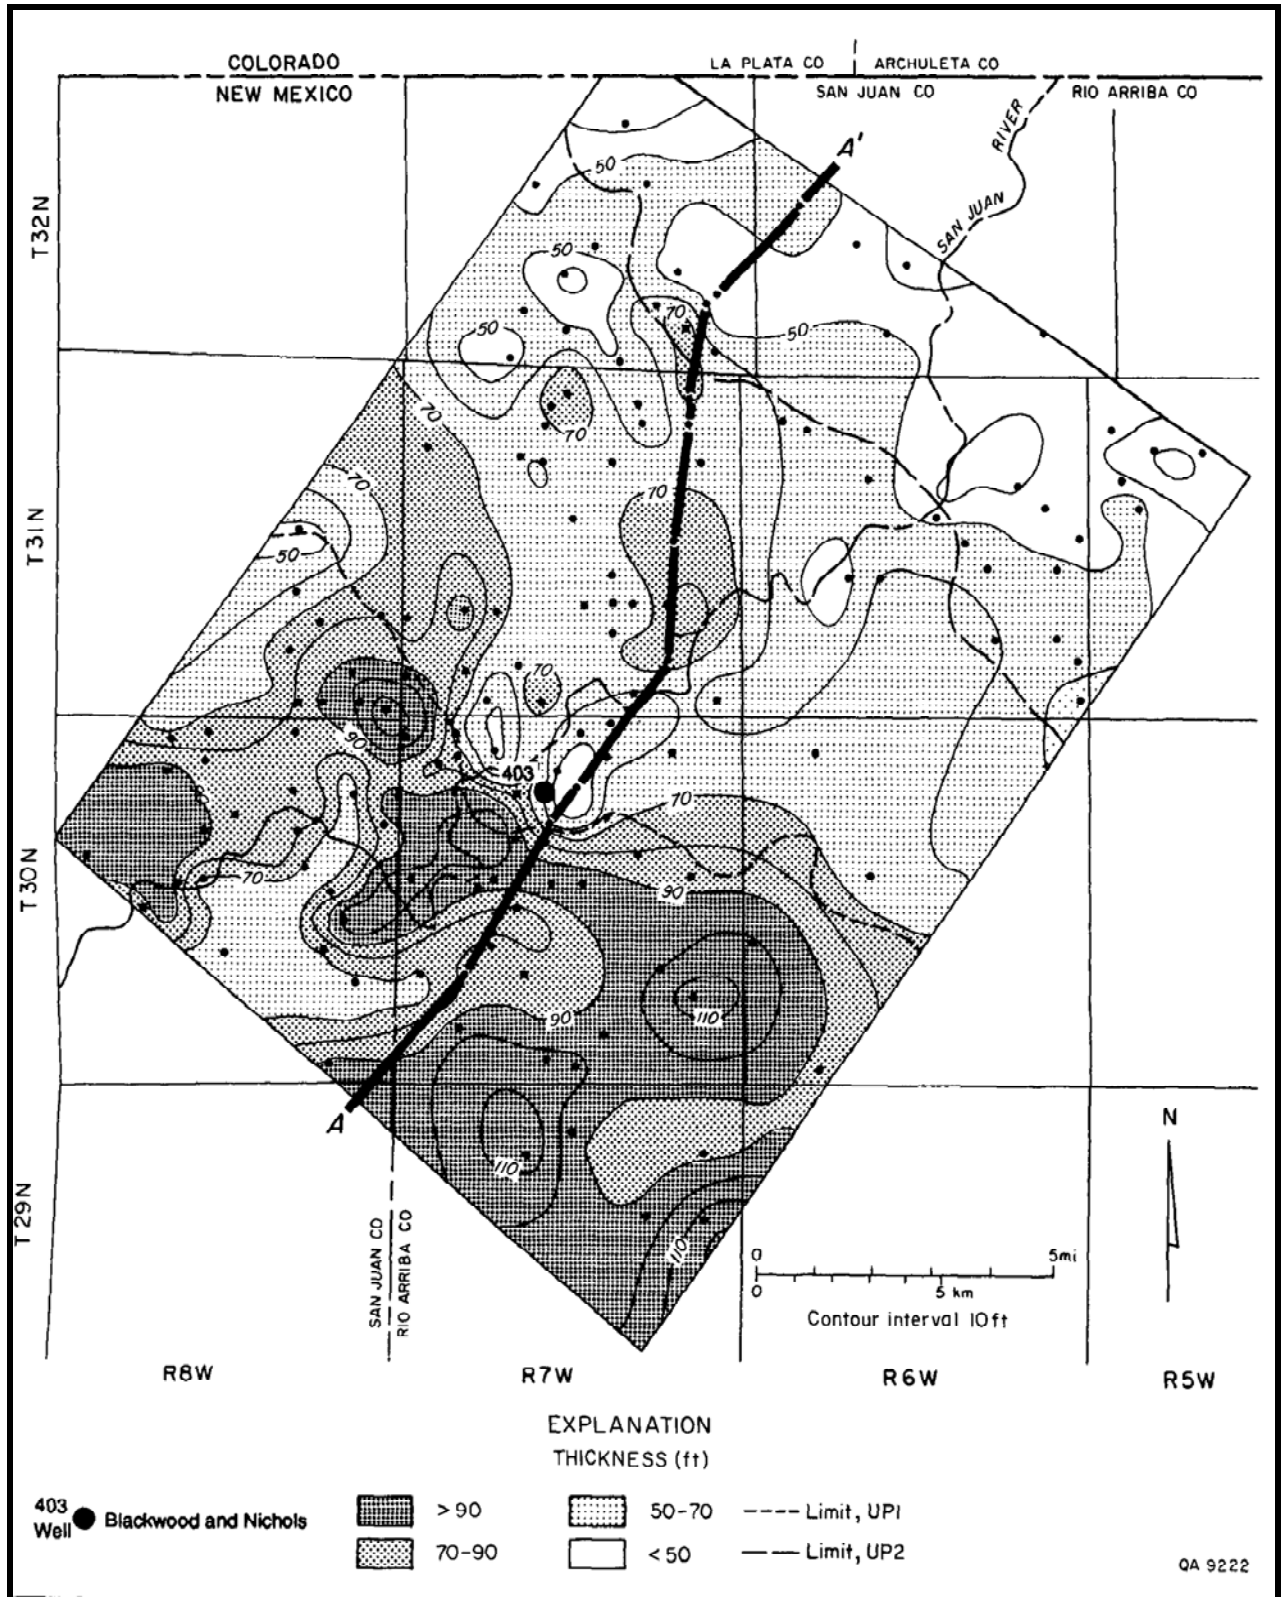 COLORADO
NEW MEXICO
LA PLATA CO
ARCHULETA CO
SAN JUAN CO
RIO ARRIBA CO
RIVER
SAN JUAN
A'
T32N
50
50
50
70
50
70
70
70
70
T31N
50
70
90
403
70
90
T30N
70
90
110
90
A
110
110
T29N
SAN JUAN CO
RIO ARRIBA CO
N
0 5mi
0 5 km
Contour interval 10ft
R8W R7W R6W R5W
EXPLANATION
THICKNESS (ft)
403
Well Blackwood and Nichols
>90
70-90
50-70
<50
Limit, UP1
Limit, UP2
QA 9222